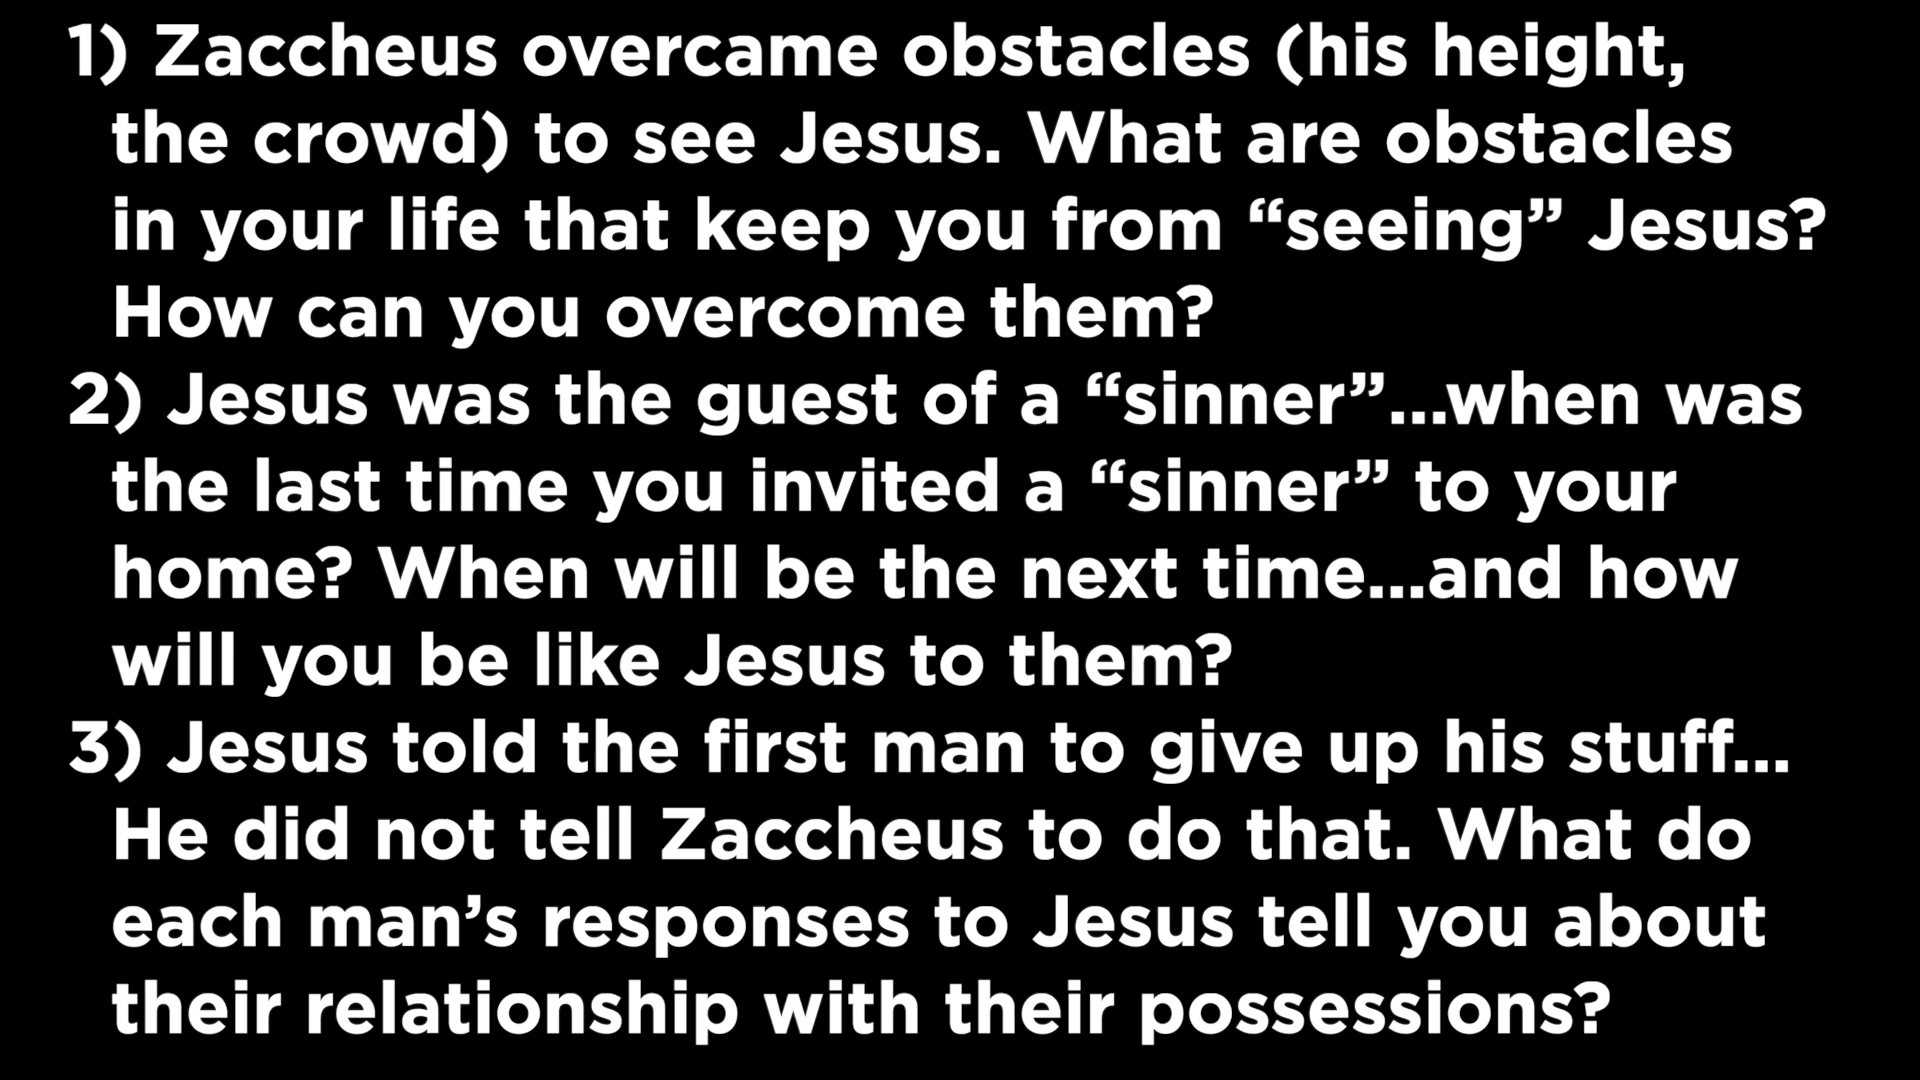 1) Zaccheus overcame obstacles (his height,
the crowd) to see Jesus. What are obstacles
in your life that keep you from “seeing” Jesus?
How can you overcome them?
2) Jesus was the guest of a “sinner”...when was
the last time you invited a “sinner” to your
home? When will be the next time...and how
will you be like Jesus to them?
3) Jesus told the first man to give up his stuff...
He did not tell Zaccheus to do that. What do
each man’s responses to Jesus tell you about
their relationship with their possessions?